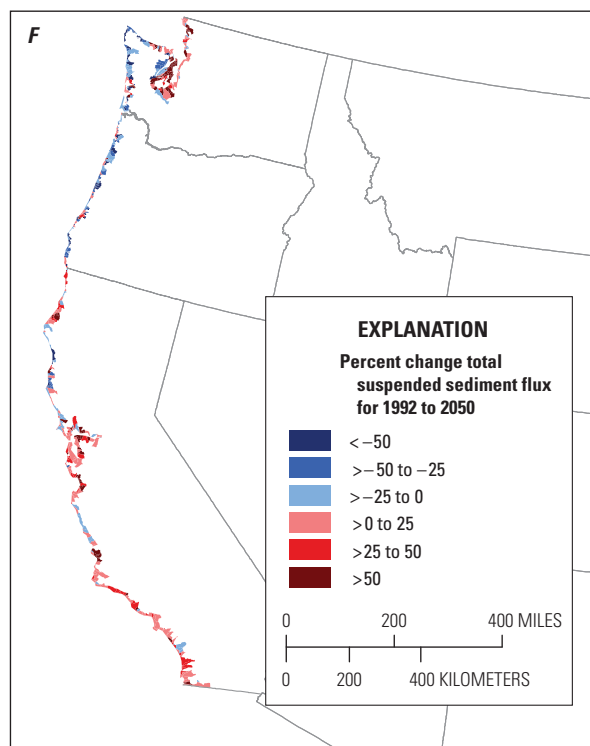 F
EXPLANATION
Percent change total
suspended sediment flux
for 1992 to 2050
< −50
>−50 to −25
>−25 to 0
>0 to 25
>25 to 50
>50
0 200 400 MILES
0 200 400 KILOMETERS